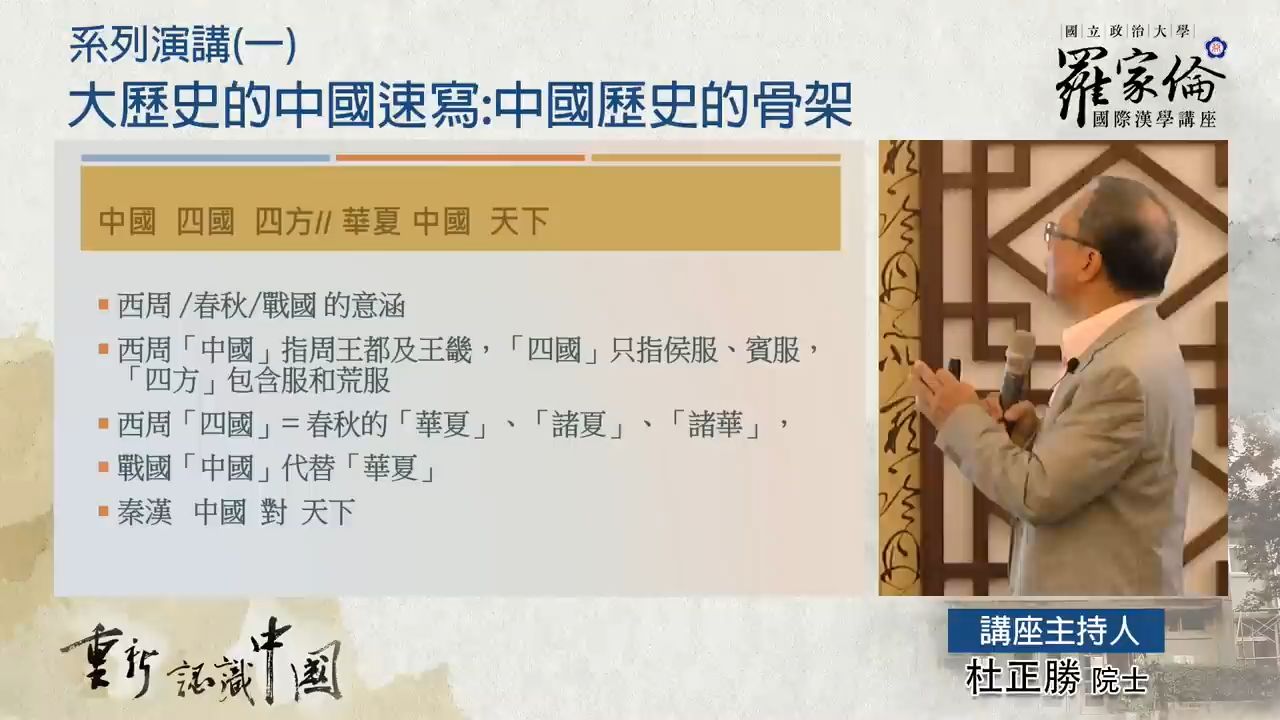 系列演講(一)
大歷史的中國速寫:中國歷史的骨架
國立政治大學
羅家倫
國際漢學講座
中國 四國 四方// 華夏 中國 天下
西周 /春秋/戰國 的意涵
西周「中國」指周王都及王畿，「四國」只指侯服、賓服，
「四方」包含服和荒服
西周「四國」= 春秋的「華夏」、「諸夏」、「諸華」，
戰國「中國」代替「華夏」
秦漢 中國 對 天下
重新
認識
中國
講座主持人
杜正勝 院士